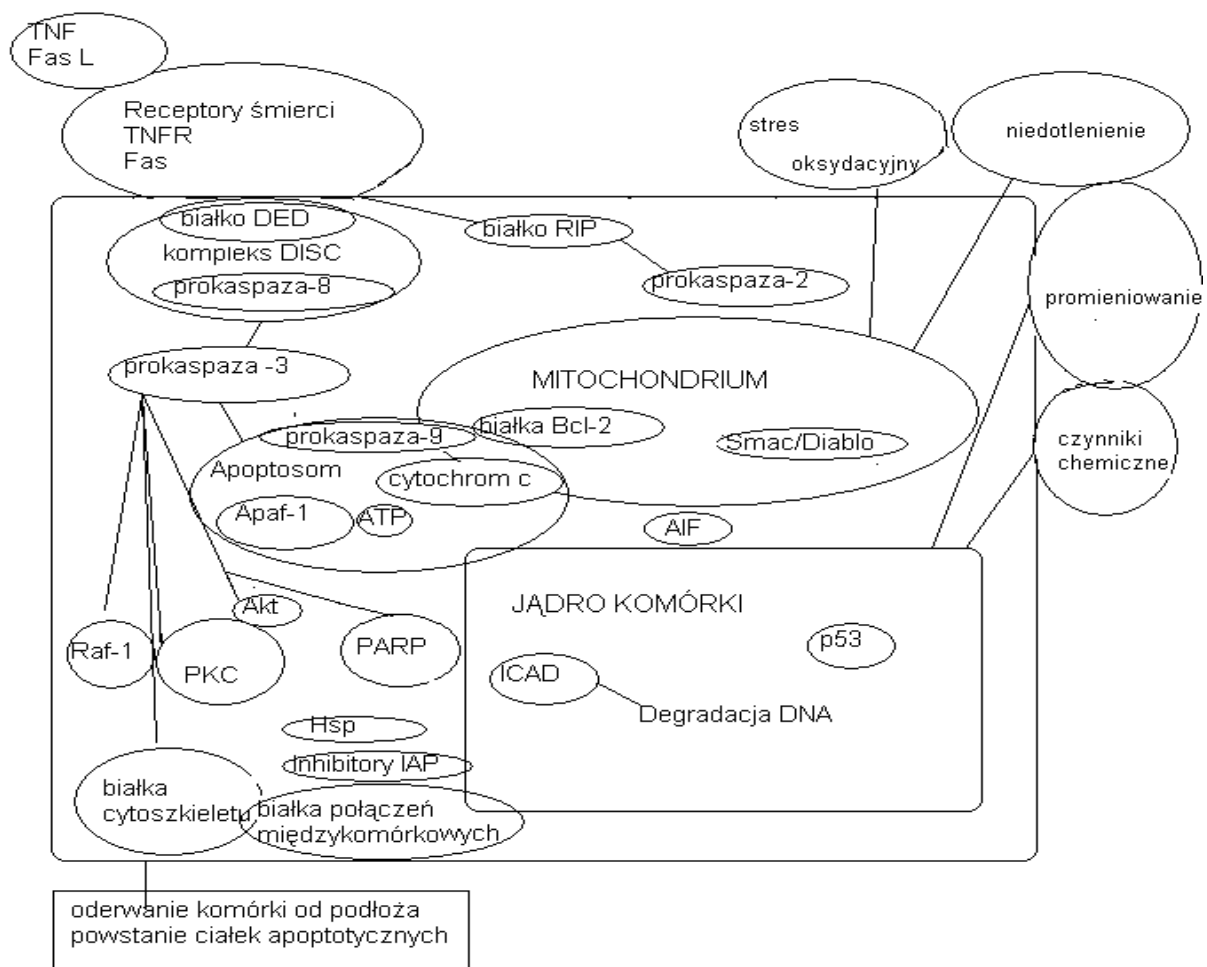 TNF
Fas L
Receptory śmierci
TNFR
Fas
stres
oksydacyjny
niedotlenienie
białko DED
kompleks DISC
prokaspaza-8
białko RIP
prokaspaza-2
promieniowanie
prokaspaza -3
MITOCHONDRIUM
prokaspaza-9
białka Bcl-2
Smac/Diablo
czynniki
chemiczne
Apoptosom
cytochrom c
Apaf-1
ATP
AIF
JĄDRO KOMÓRKI
Akt
Raf-1
PKC
PARP
ICAD
p53
Degradacja DNA
Hsp
Inhibitory IAP
białka
cytoszkieletu
białka połączeń
międzykomórkowych
oderwanie komórki od podłoża
powstanie ciałek apoptotycznych